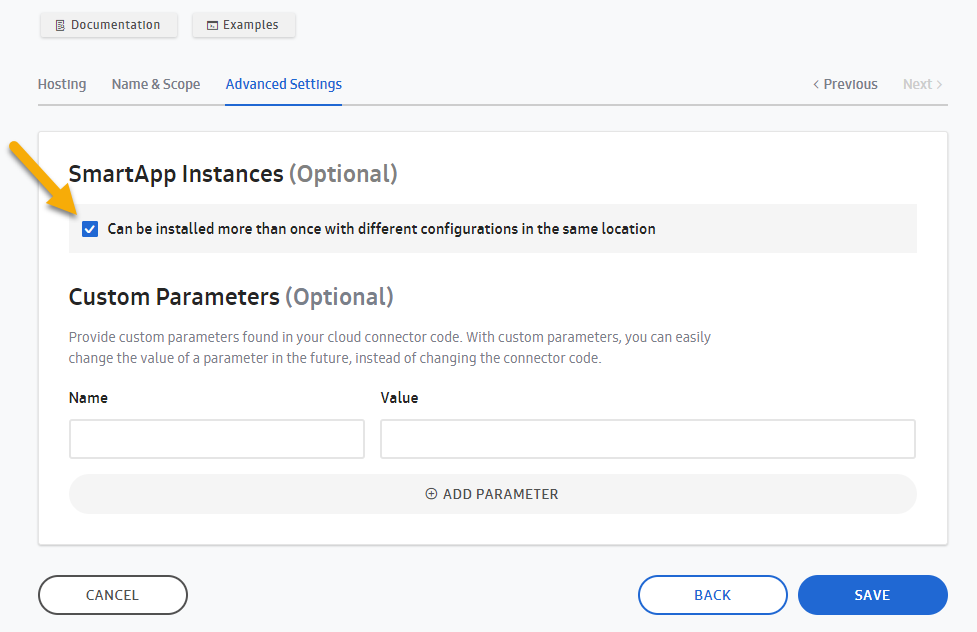 Documentation
Examples
Hosting
Name & Scope
Advanced Settings
Previous
Next
SmartApp Instances (Optional)
Can be installed more than once with different configurations in the same location
Custom Parameters (Optional)
Provide custom parameters found in your cloud connector code. With custom parameters, you can easily
change the value of a parameter in the future, instead of changing the connector code.
Name
Value
ADD PARAMETER
CANCEL
BACK
SAVE